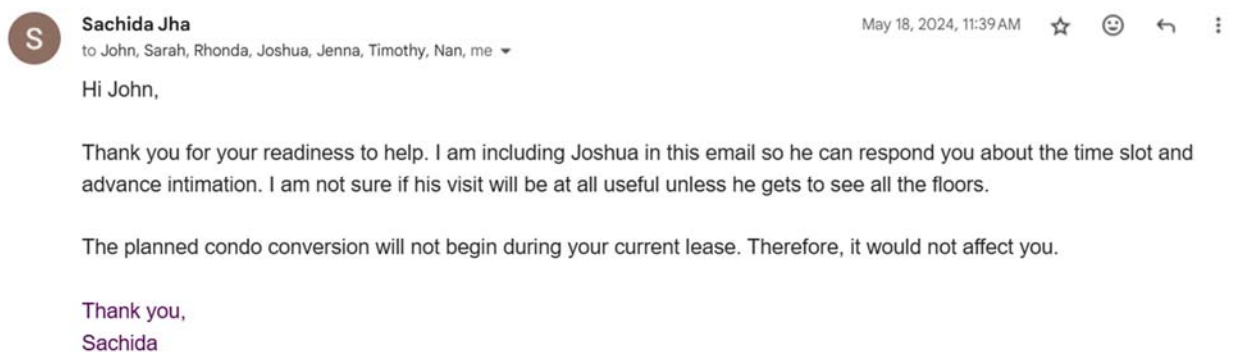 S
Sachida Jha
May 18, 2024, 11:39 AM
to John, Sarah, Rhonda, Joshua, Jenna, Timothy, Nan, me
Hi John,
Thank you for your readiness to help. I am including Joshua in this email so he can respond you about the time slot and
advance intimation. I am not sure if his visit will be at all useful unless he gets to see all the floors.
The planned condo conversion will not begin during your current lease. Therefore, it would not affect you.
Thank you,
Sachida